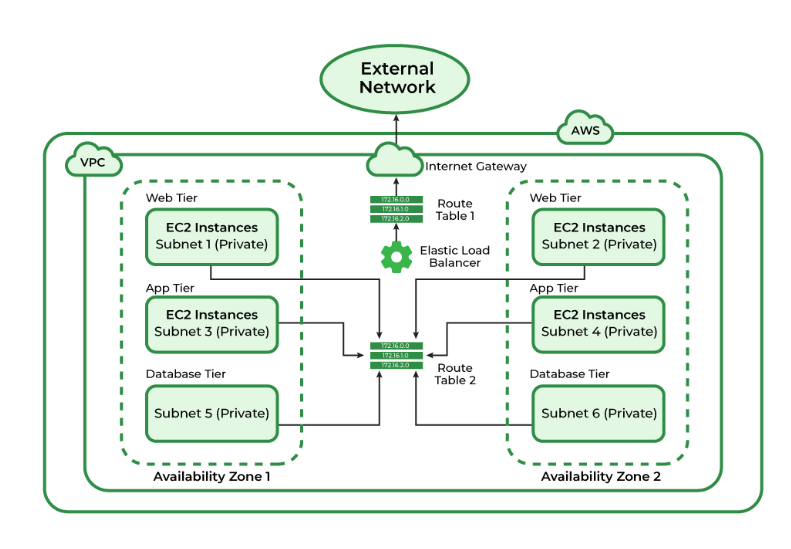 External
Network
AWS
VPC
Internet Gateway
Web Tier
EC2 Instances
Subnet 1 (Private)
172.16.0.0
172.16.1.0
172.16.2.0
Route
Table 1
Web Tier
EC2 Instances
Subnet 2 (Private)
Elastic Load
Balancer
App Tier
EC2 Instances
Subnet 3 (Private)
App Tier
EC2 Instances
Subnet 4 (Private)
172.16.0.0
172.16.1.0
172.16.2.0
Route
Table 2
Database Tier
Subnet 5 (Private)
Database Tier
Subnet 6 (Private)
Availability Zone 1
Availability Zone 2